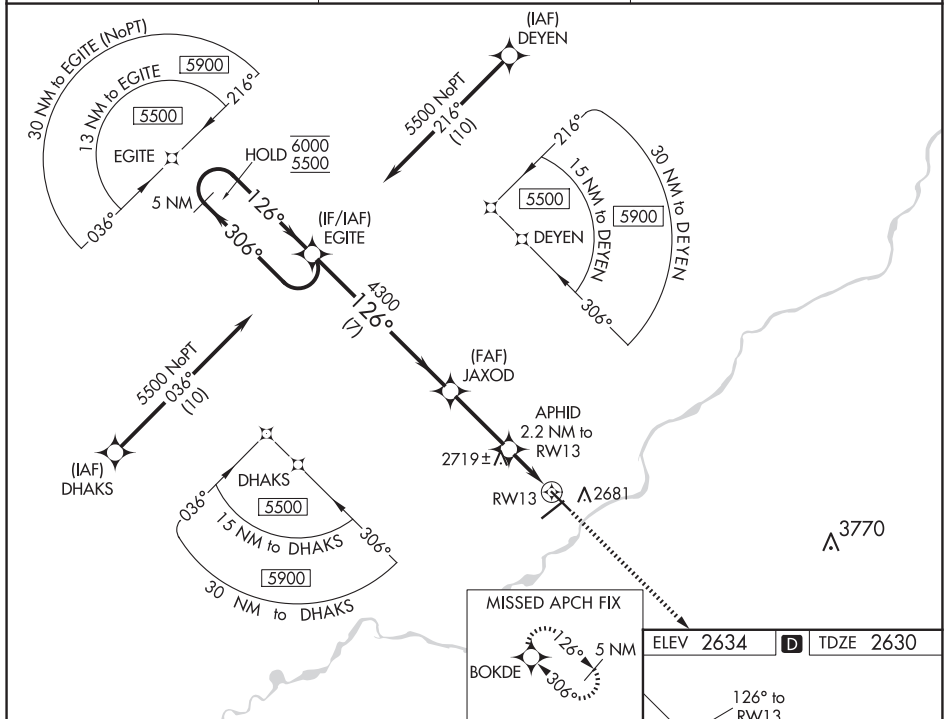 (IAF)
DEYEN
30 NM to EGITE (NoPT)
5900
216°
13 NM to EGITE
5500
EGITE
036°
5500 NoPT
216°
(10)
HOLD 6000
5500
5 NM
126°
306°
(IF/IAF)
EGITE
216°
15 NM to DEYEN
30 NM to DEYEN
5500
5900
DEYEN
306°
4300
126°
(7)
5500 NoPT
036°
(10)
(IAF)
DHAKS
(FAF)
JAXOD
APHID
2.2 NM to
RW13
2719±
RW13
2681
3770
DHAKS
036°
5500
306°
15 NM to DHAKS
5900
30 NM to DHAKS
MISSED APCH FIX
126°
5 NM
BOKDE
306°
ELEV 2634
D
TDZE 2630
126° to
RW13